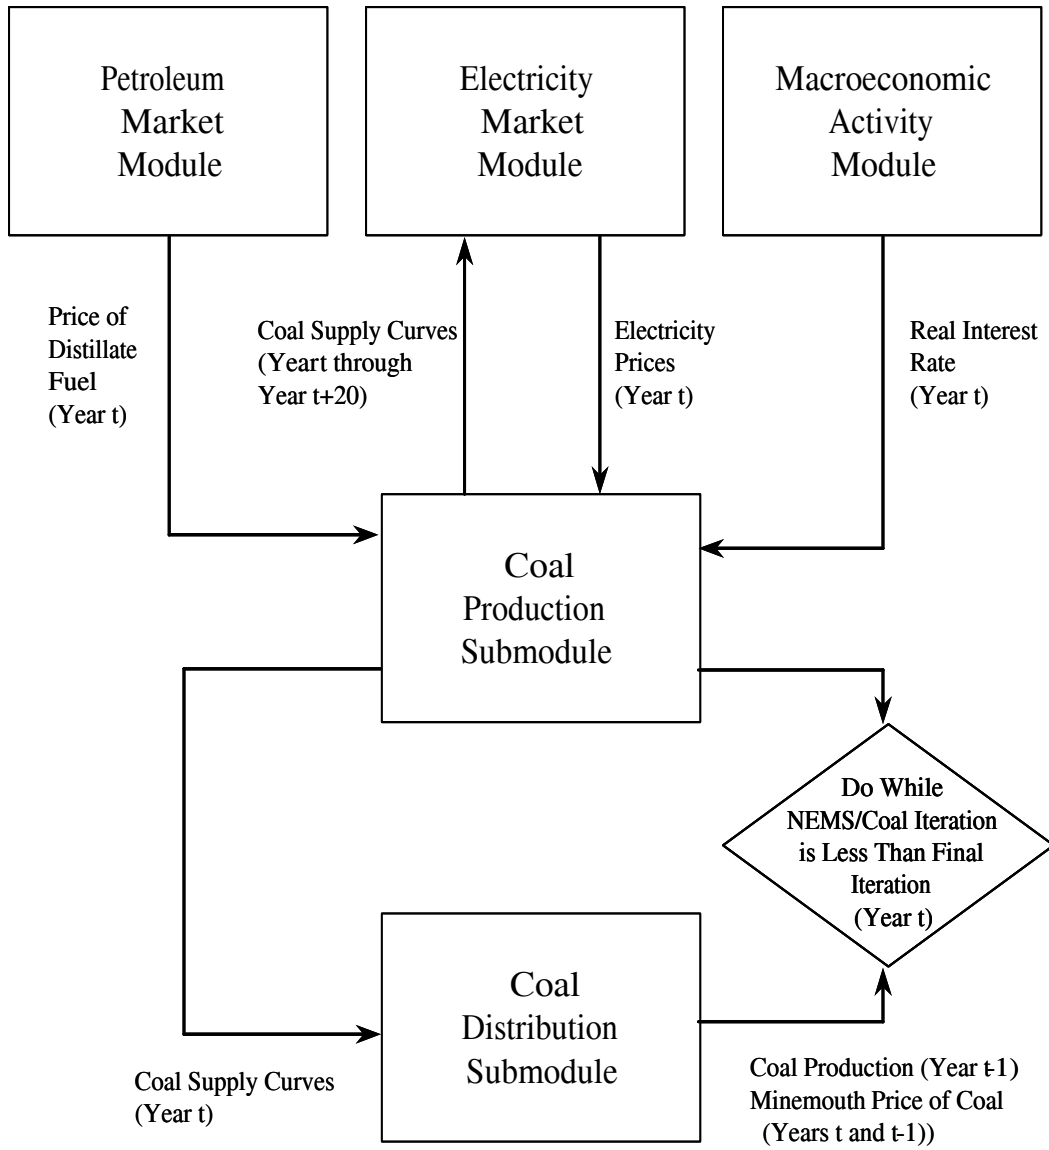 Petroleum
Market
Module
Electricity
Market
Module
Macroeconomic
Activity
Module
Price of
Distillate
Fuel
(Year t)
Coal Supply Curves
(Year t through
Year t+20)
Electricity
Prices
(Year t)
Real Interest
Rate
(Year t)
Coal
Production
Submodule
Do While
NEMS/Coal Iteration
is Less Than Final
Iteration
(Year t)
Coal
Distribution
Submodule
Coal Supply Curves
(Year t)
Coal Production (Year t-1)
Minemouth Price of Coal
(Years t and t-1))